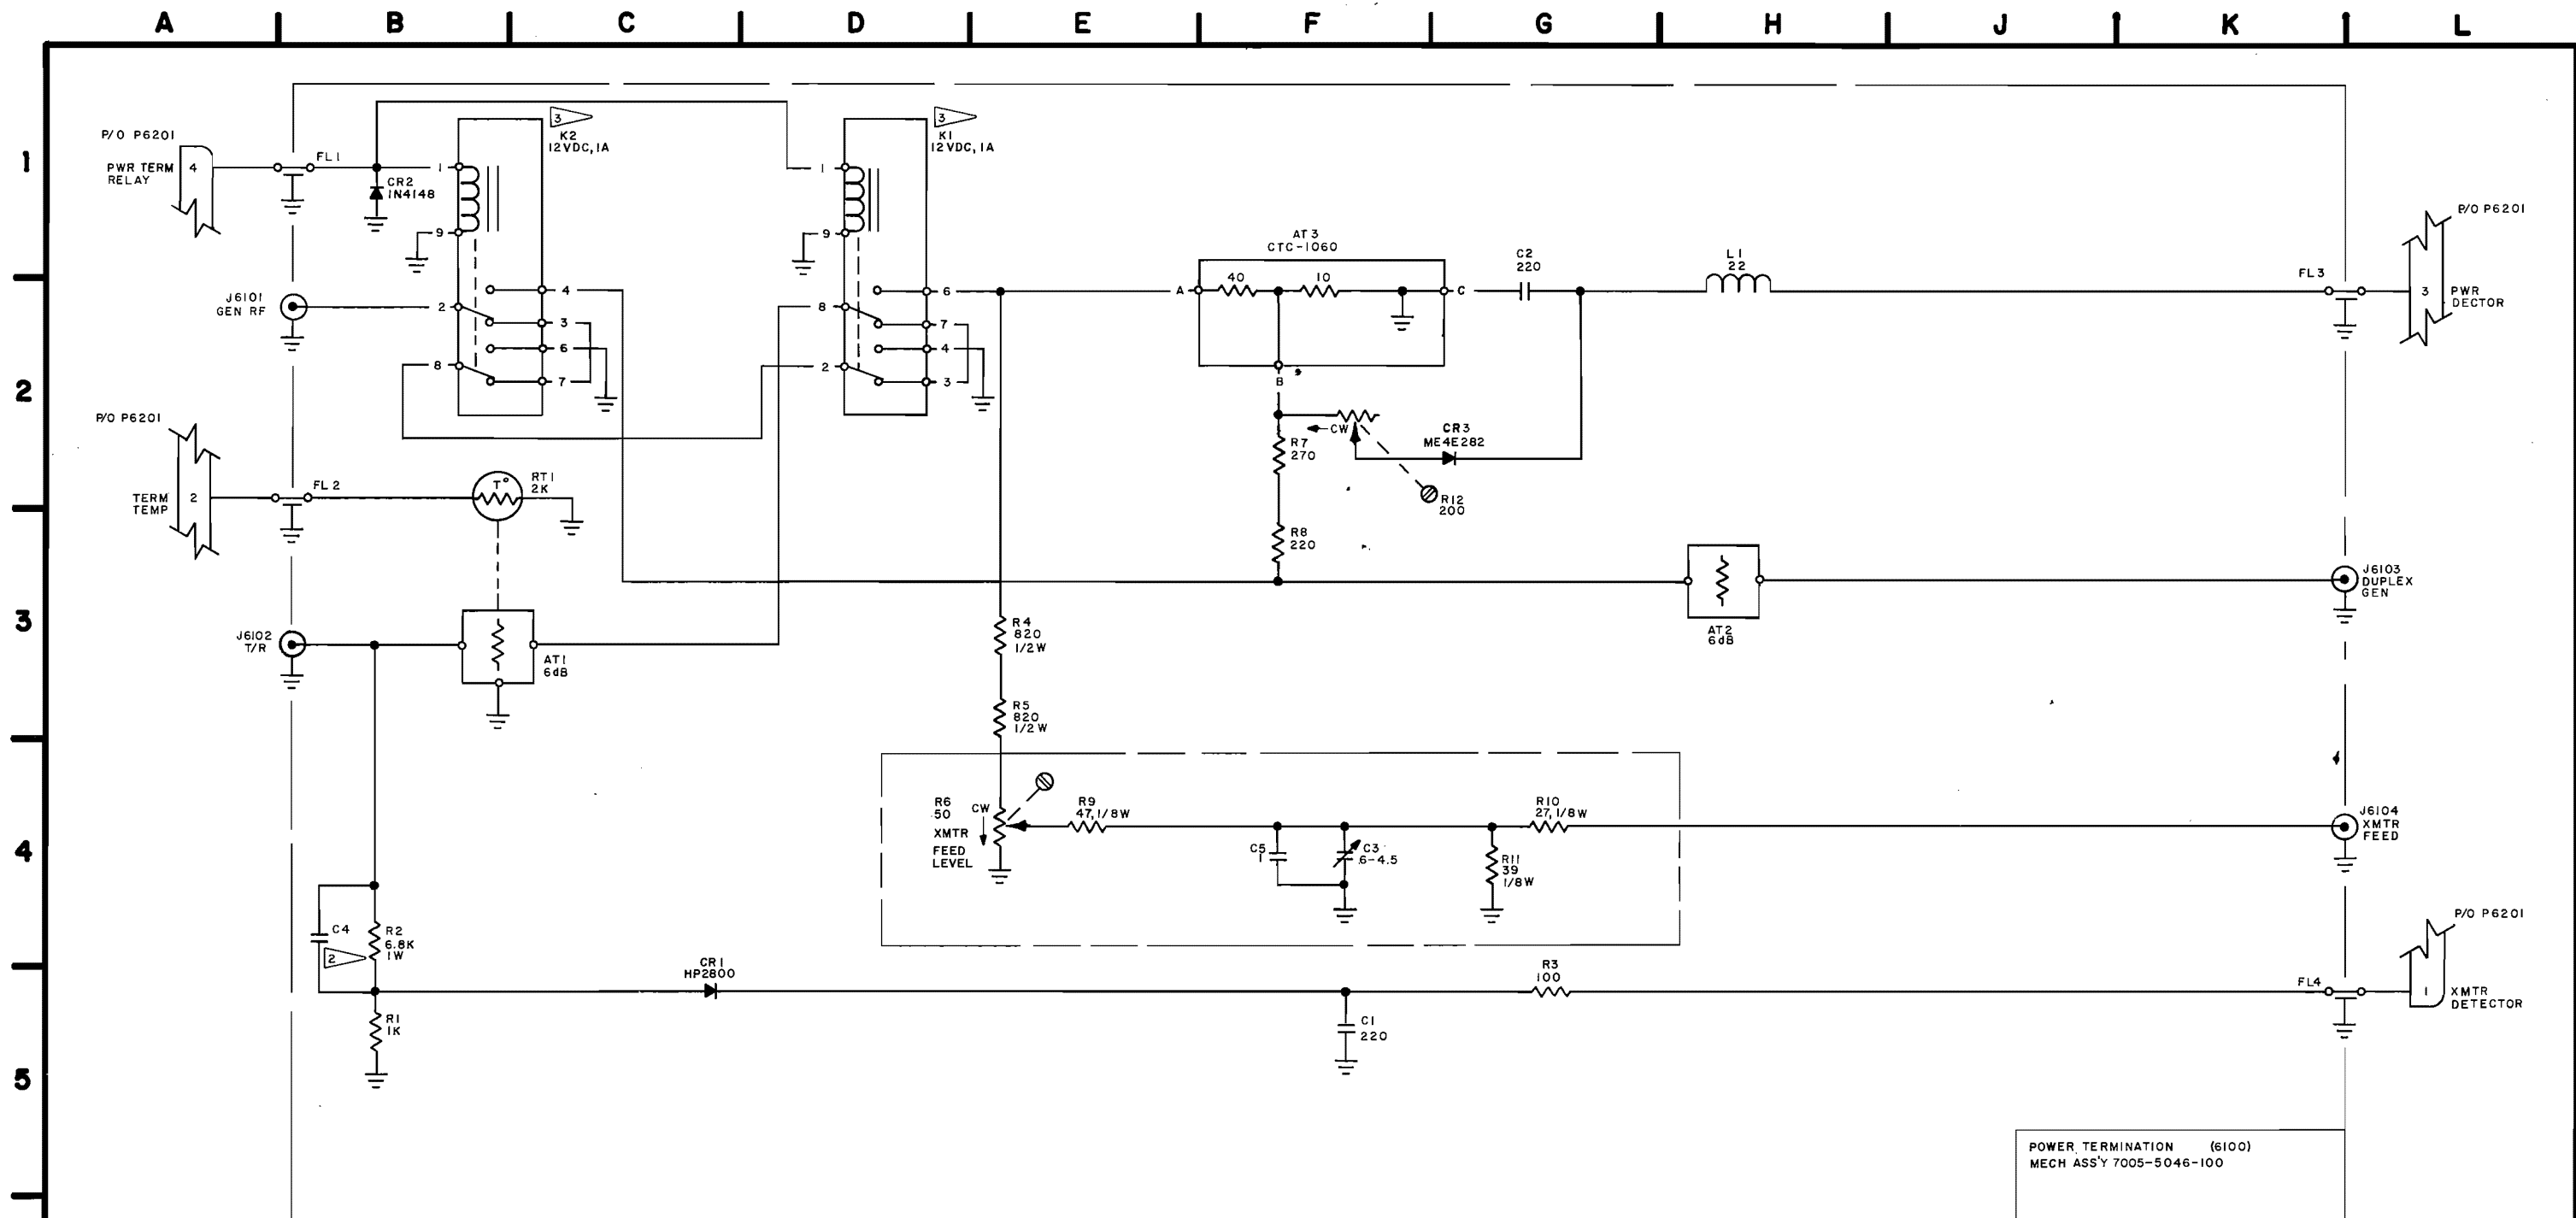 A B C D E F G H J K L
1
2
3
4
5
P/O P6201
PWR TERM
RELAY
4
FL1
CR2
1N4148
3
K2
12VDC,1A
1
9
2
8
4
3
6
7
J6101
GEN RF
3
K1
12VDC,1A
1
9
8
2
6
7
4
3
AT3
CTC-1060
40
10
A
B
C
C2
220
L1
22
FL3
3
P/O P6201
PWR
DECTOR
CW
R7
270
CR3
ME4E282
R12
200
R8
220
P/O P6201
TERM
TEMP
2
FL2
T°
RT1
2K
J6102
T/R
AT1
6dB
AT2
6dB
J6103
DUPLEX
GEN
R4
820
1/2W
R5
820
1/2W
R6
50
XMTR
FEED
LEVEL
CW
R9
47,1/8W
C5
1
C3
.6-4.5
R10
27,1/8W
R11
39
1/8W
J6104
XMTR
FEED
C4
2
R2
6.8K
1W
R1
1K
CR1
HP2800
C1
220
R3
100
FL4
1
P/O P6201
XMTR
DETECTOR
POWER TERMINATION (6100)
MECH ASS'Y 7005-5046-100